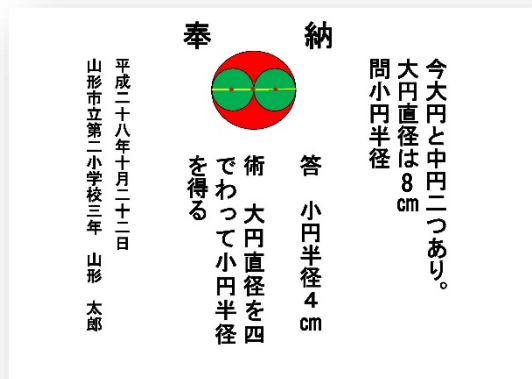 奉納
今大円と中円二つあり。
大円直径は8㎝
問小円半径
答 小円半径4㎝
術 大円直径を四
でわって小円半径
を得る
平成二十八年十月二十二日
山形市立第二小学校三年 山形 太郎